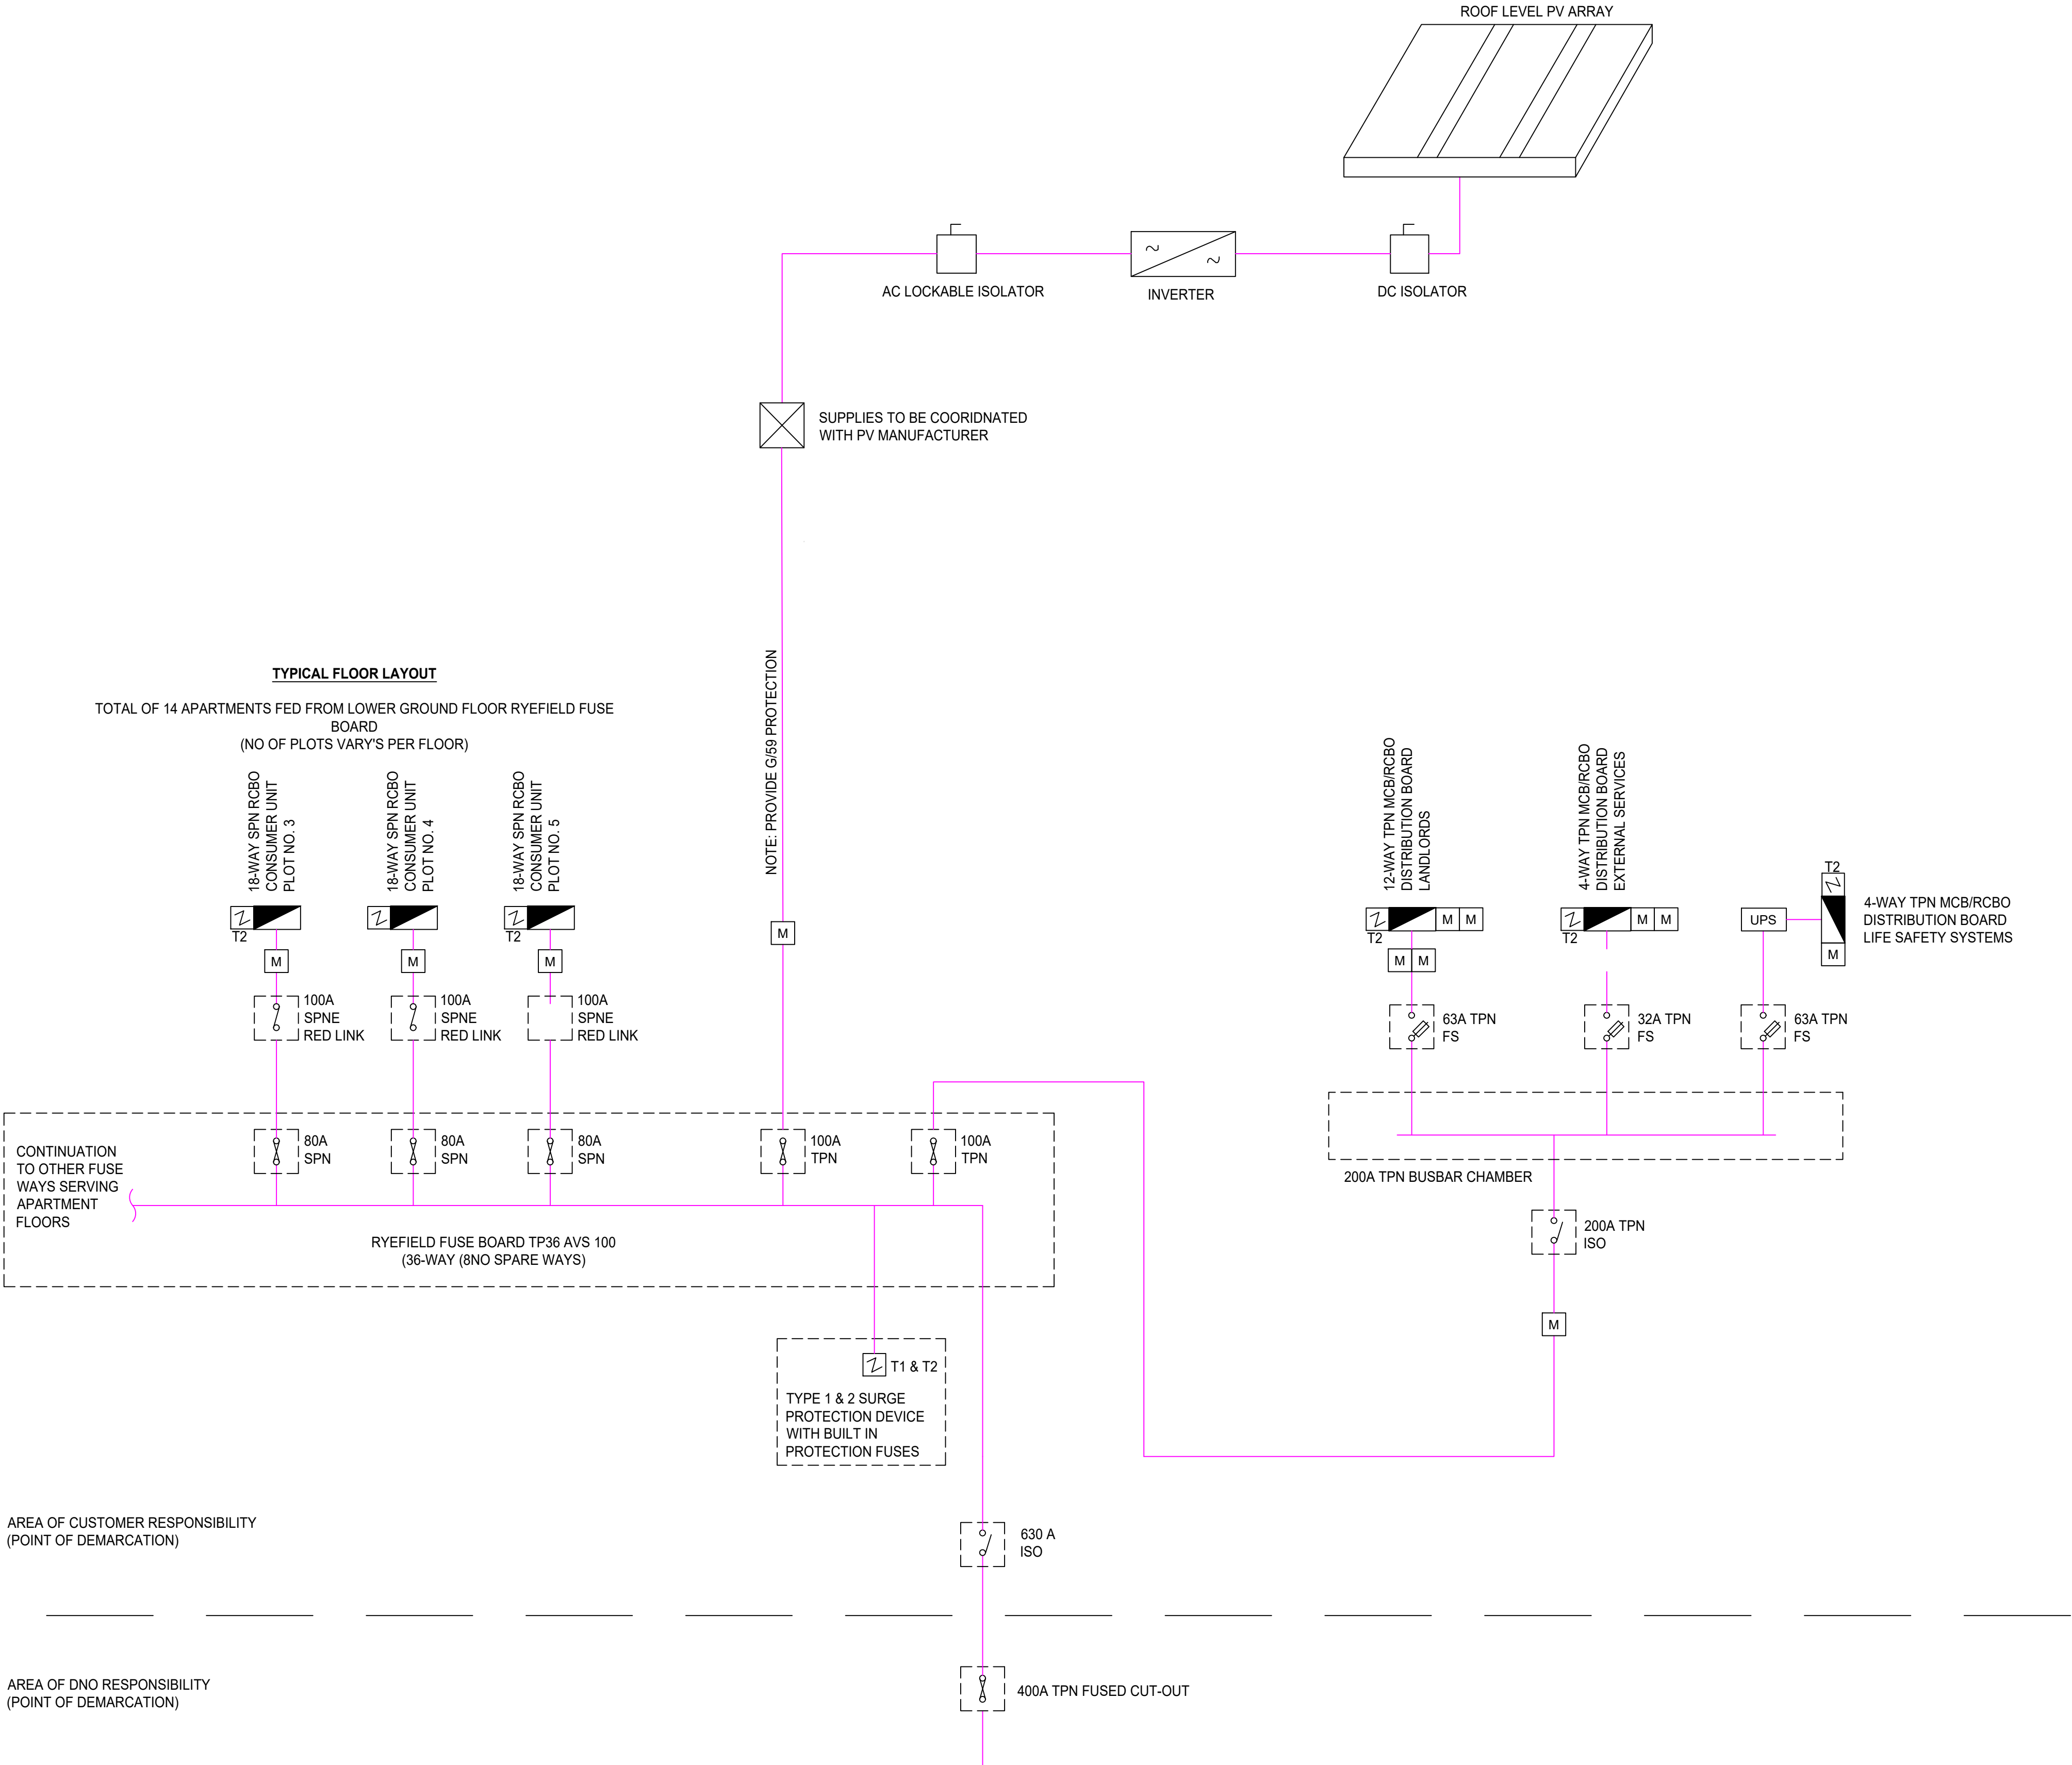 ROOF LEVEL PV ARRAY
AC LOCKABLE ISOLATOR
INVERTER
DC ISOLATOR
SUPPLIES TO BE COORIDNATED
WITH PV MANUFACTURER
NOTE: PROVIDE G/59 PROTECTION
M
TYPICAL FLOOR LAYOUT
TOTAL OF 14 APARTMENTS FED FROM LOWER GROUND FLOOR RYEFIELD FUSE
BOARD
(NO OF PLOTS VARY'S PER FLOOR)
18-WAY SPN RCBO
CONSUMER UNIT
PLOT NO. 3
18-WAY SPN RCBO
CONSUMER UNIT
PLOT NO. 4
18-WAY SPN RCBO
CONSUMER UNIT
PLOT NO. 5
T2
T2
M
M
M
100A
SPNE
RED LINK
100A
SPNE
RED LINK
100A
SPNE
RED LINK
12-WAY TPN MCB/RCBO
DISTRIBUTION BOARD
LANDLORDS
4-WAY TPN MCB/RCBO
DISTRIBUTION BOARD
EXTERNAL SERVICES
T2
4-WAY TPN MCB/RCBO
DISTRIBUTION BOARD
LIFE SAFETY SYSTEMS
M
M M
M M
UPS
T2
T2
M M
63A TPN
FS
32A TPN
FS
63A TPN
FS
CONTINUATION
TO OTHER FUSE
WAYS SERVING
APARTMENT
FLOORS
80A
SPN
80A
SPN
80A
SPN
100A
TPN
100A
TPN
RYEFIELD FUSE BOARD TP36 AVS 100
(36-WAY (8NO SPARE WAYS)
200A TPN BUSBAR CHAMBER
200A TPN
ISO
M
T1 & T2
TYPE 1 & 2 SURGE
PROTECTION DEVICE
WITH BUILT IN
PROTECTION FUSES
AREA OF CUSTOMER RESPONSIBILITY
(POINT OF DEMARCATION)
630 A
ISO
AREA OF DNO RESPONSIBILITY
(POINT OF DEMARCATION)
400A TPN FUSED CUT-OUT